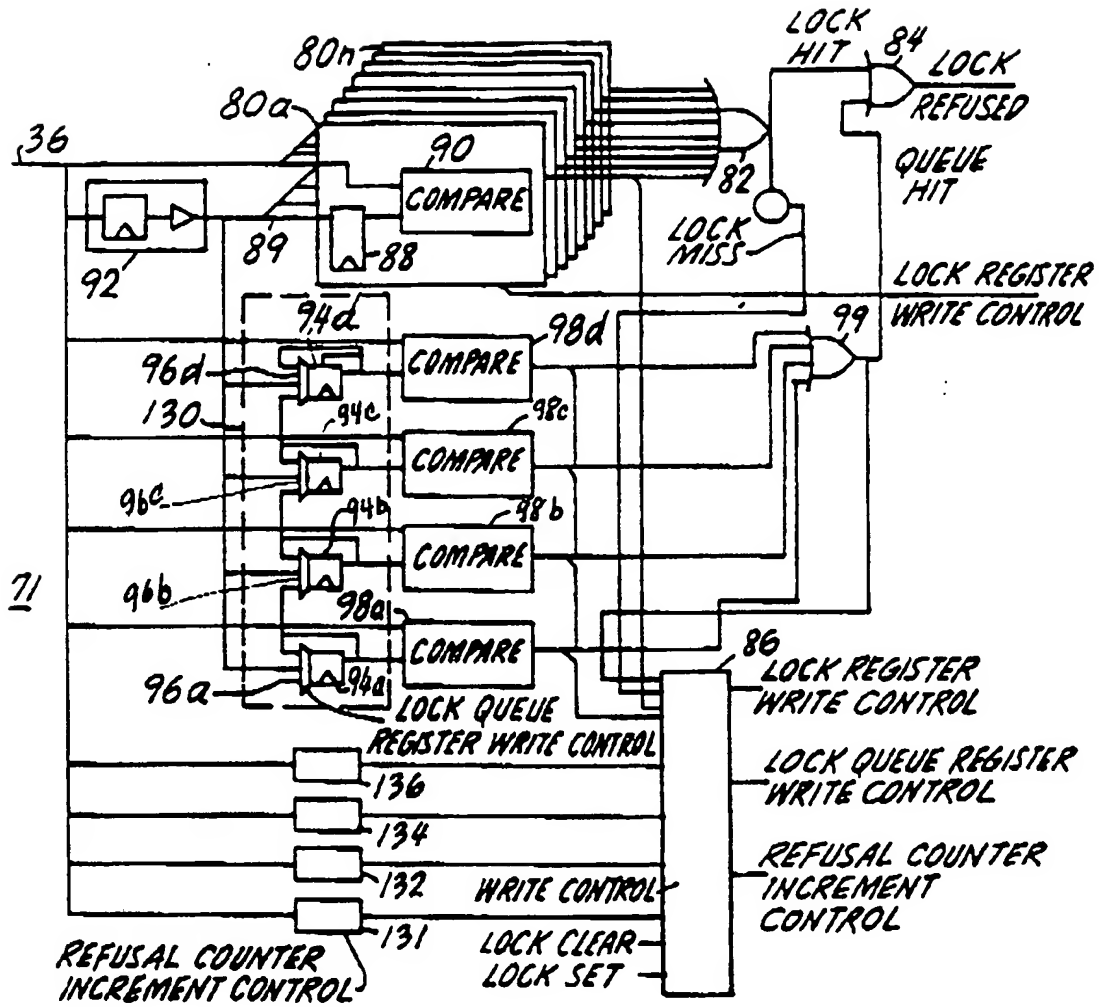 80n
LOCK
HIT
84
LOCK
REFUSED
80a
36
90
COMPARE
82
QUEUE
HIT
92
89
88
LOCK
MISS
LOCK REGISTER
WRITE CONTROL
94d
98d
COMPARE
99
96d
130
94c
98c
COMPARE
96c
94b
98b
COMPARE
96b
71
98a
COMPARE
86
96a
94a
LOCK QUEUE
REGISTER WRITE CONTROL
LOCK REGISTER
WRITE CONTROL
136
LOCK QUEUE REGISTER
WRITE CONTROL
134
132
WRITE CONTROL
REFUSAL COUNTER
INCREMENT
CONTROL
131
REFUSAL COUNTER
INCREMENT CONTROL
LOCK CLEAR
LOCK SET